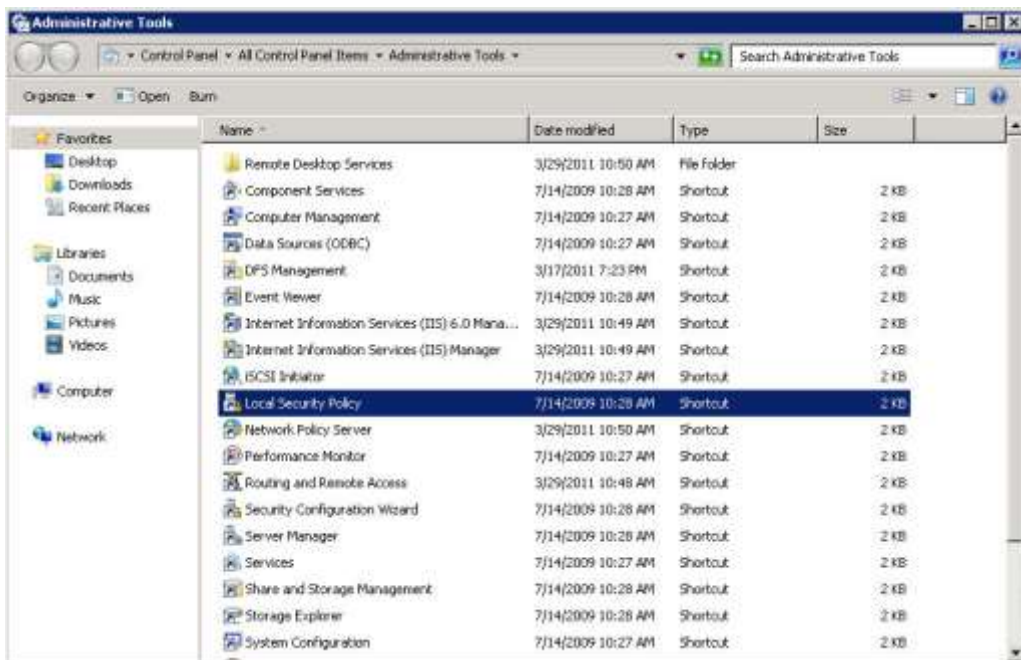 Administrative Tools
Control Panel All Control Panel Items Administrative Tools
Search Administrative Tools
Organize Open Burn
Favorites
Desktop
Downloads
Recent Places
Libraries
Documents
Music
Pictures
Videos
Computer
Network
Name Date modified Type Size
Remote Desktop Services 3/29/2011 10:50 AM File folder
Component Services 7/14/2009 10:28 AM Shortcut 2 KB
Computer Management 7/14/2009 10:27 AM Shortcut 2 KB
Data Sources (ODBC) 7/14/2009 10:27 AM Shortcut 2 KB
DFS Management 3/17/2011 7:23 PM Shortcut 2 KB
Event Viewer 7/14/2009 10:28 AM Shortcut 2 KB
Internet Information Services (IIS) 6.0 Mana... 3/29/2011 10:49 AM Shortcut 2 KB
Internet Information Services (IIS) Manager 3/29/2011 10:49 AM Shortcut 2 KB
iSCSI Initiator 7/14/2009 10:27 AM Shortcut 2 KB
Local Security Policy 7/14/2009 10:28 AM Shortcut 2 KB
Network Policy Server 3/29/2011 10:50 AM Shortcut 2 KB
Performance Monitor 7/14/2009 10:27 AM Shortcut 2 KB
Routing and Remote Access 3/29/2011 10:48 AM Shortcut 2 KB
Security Configuration Wizard 7/14/2009 10:28 AM Shortcut 2 KB
Server Manager 7/14/2009 10:28 AM Shortcut 2 KB
Services 7/14/2009 10:27 AM Shortcut 2 KB
Share and Storage Management 7/14/2009 10:28 AM Shortcut 2 KB
Storage Explorer 7/14/2009 10:28 AM Shortcut 2 KB
System Configuration 7/14/2009 10:27 AM Shortcut 2 KB